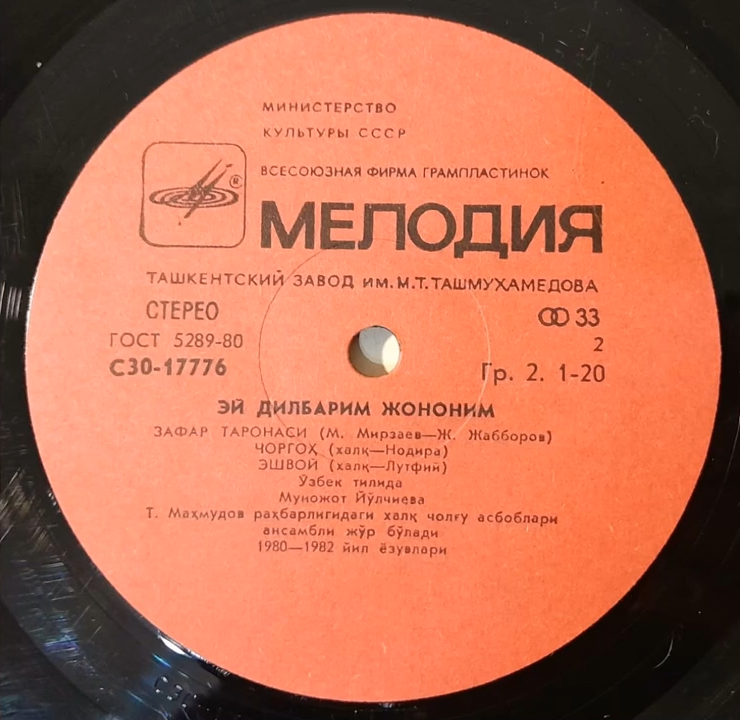 МИНИСТЕРСТВО
КУЛЬТУРЫ СССР
ВСЕСОЮЗНАЯ ФИРМА ГРАМПЛАСТИНОК
®
МЕЛОДИЯ
ТАШКЕНТСКИЙ ЗАВОД им. М.Т. ТАШМУХАМЕДОВА
СТЕРЕО
33
ГОСТ 5289-80
2
С30-17776
Гр. 2. 1-20
ЭЙ ДИЛБАРИМ ЖОНОНИМ
ЗАФАР ТАРОНАСИ (М. Мирзаев—Ж. Жабборов)
ЧОРГОҲ (халқ—Нодира)
ЭШВОЙ (халқ—Лутфий)
Ўзбек тилида
Муножот Йўлчиева
Т. Маҳмудов раҳбарлигидаги халқ чолғу асбоблари
ансамбли жўр бўлади
1980—1982 йил ёзувлари